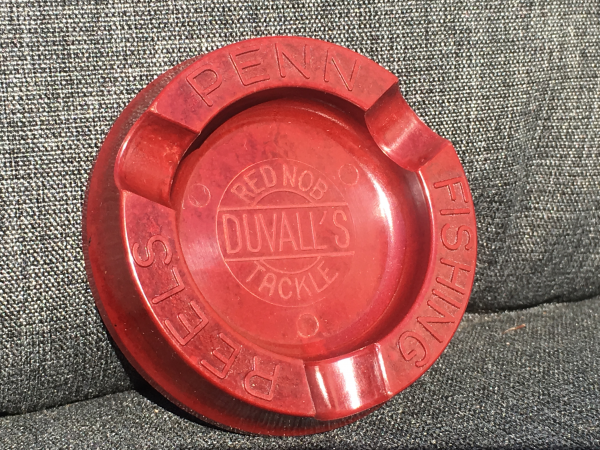 PENN
FISHING
REELS
RED NOB
DUVALL'S
TACKLE